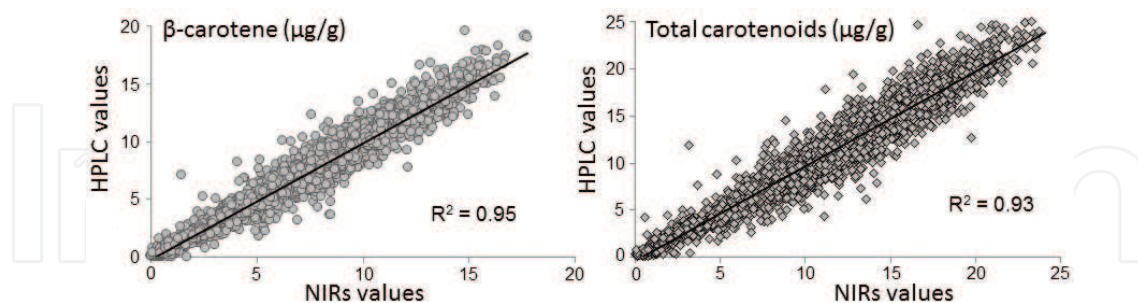 β-carotene (µg/g)
20
15
10
5
0
HPLC values
0 5 10 15 20
NIRs values
R² = 0.95
Total carotenoids (µg/g)
25
20
15
10
5
0
HPLC values
0 5 10 15 20 25
NIRs values
R² = 0.93